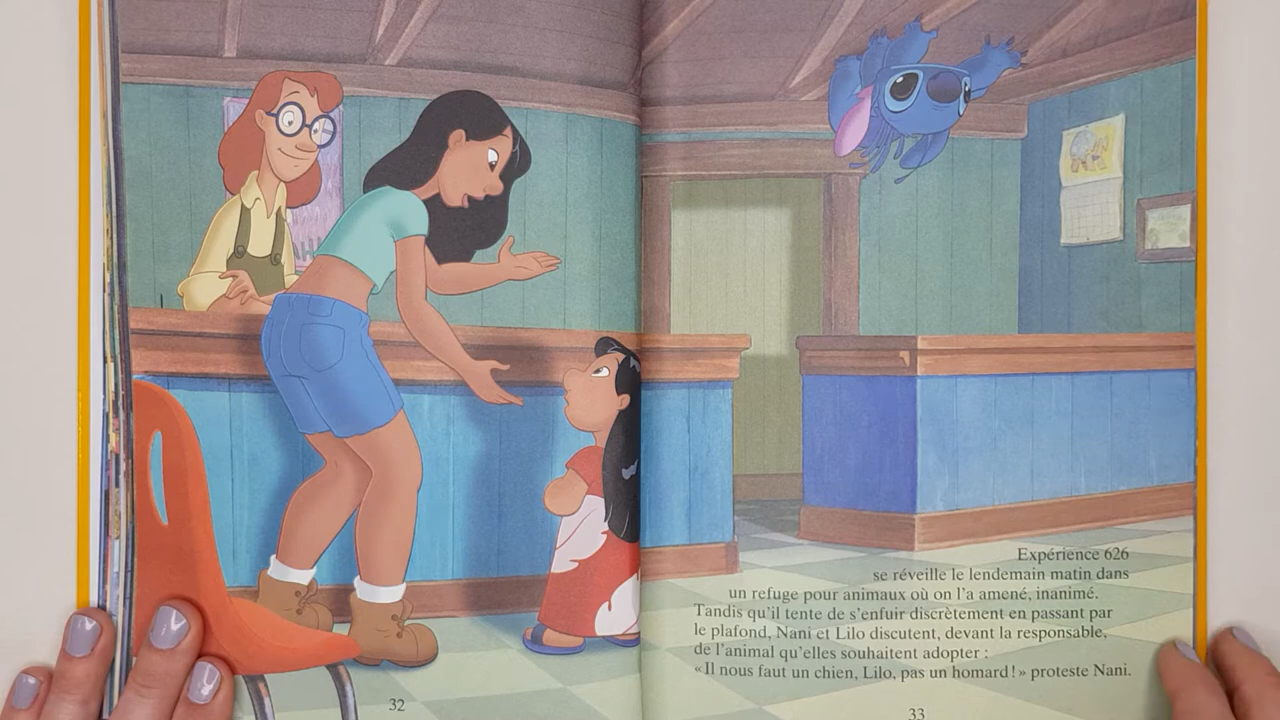 Expérience 626
se réveille le lendemain matin dans
un refuge pour animaux où on l'a amené, inanimé.
Tandis qu'il tente de s'enfuir discrètement en passant par
le plafond, Nani et Lilo discutent, devant la responsable,
de l'animal qu'elles souhaitent adopter :
«Il nous faut un chien, Lilo, pas un homard!» proteste Nani.
32
33